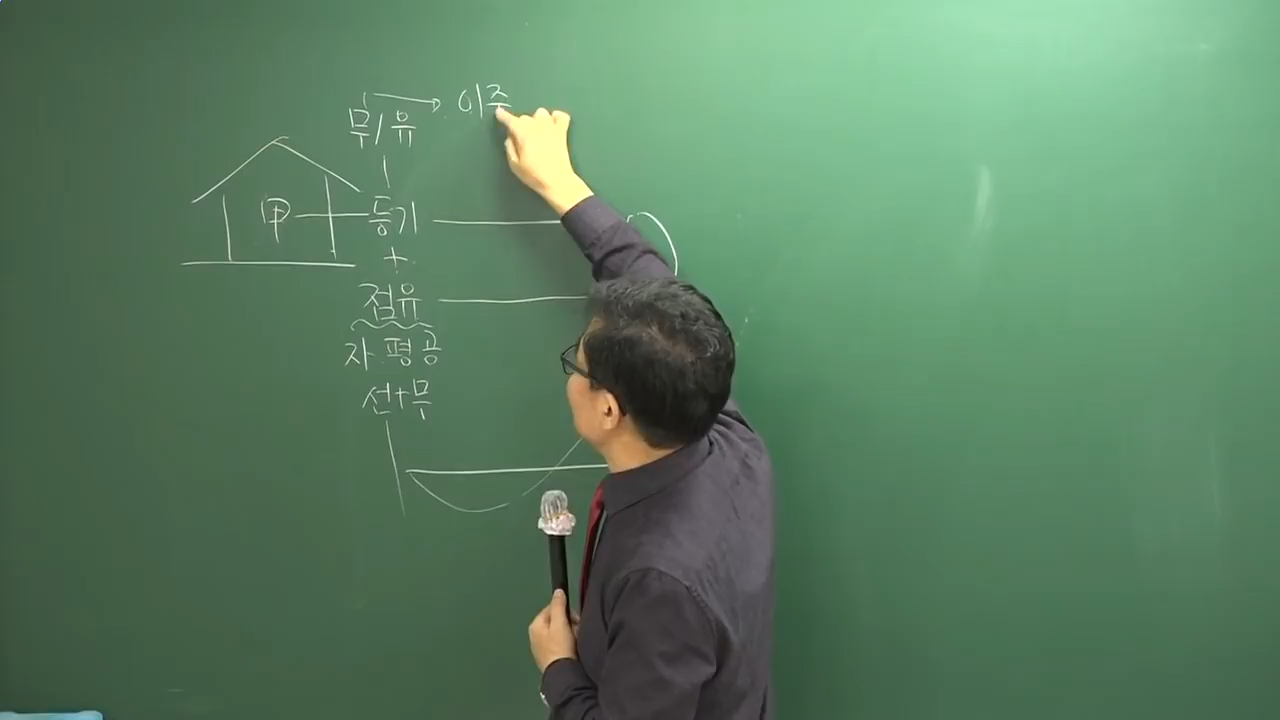 무/유 → 이주
甲 등기
+
점유
자.평공
선+무